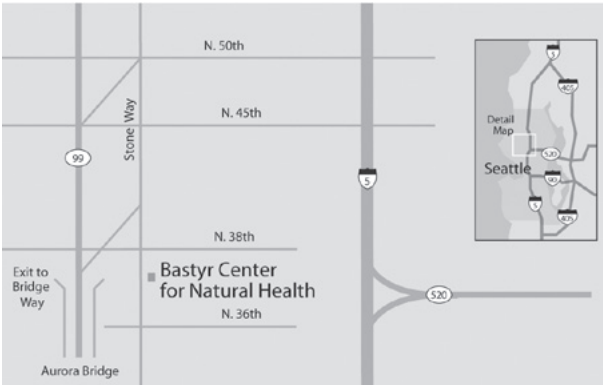 N. 50th
Stone Way
N. 45th
99
5
N. 38th
Exit to
Bridge
Way
Bastyr Center
for Natural Health
N. 36th
520
Aurora Bridge
5
405
Detail
Map
520
Seattle
90
5
405